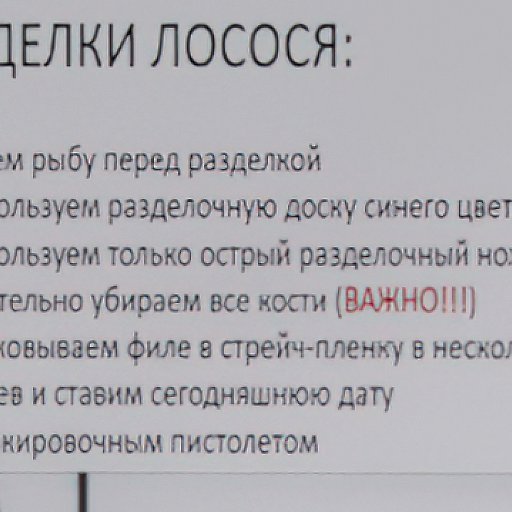 ДЕЛКИ ЛОСОСЯ:
ем рыбу перед разделкой
ользуем разделочную доску синего цвет
ользуем только острый разделочный нож
тельно убираем все кости (ВАЖНО!!!)
ковываем филе в стрейч-пленку в нескол
ев и ставим сегодняшнюю дату
кировочным пистолетом